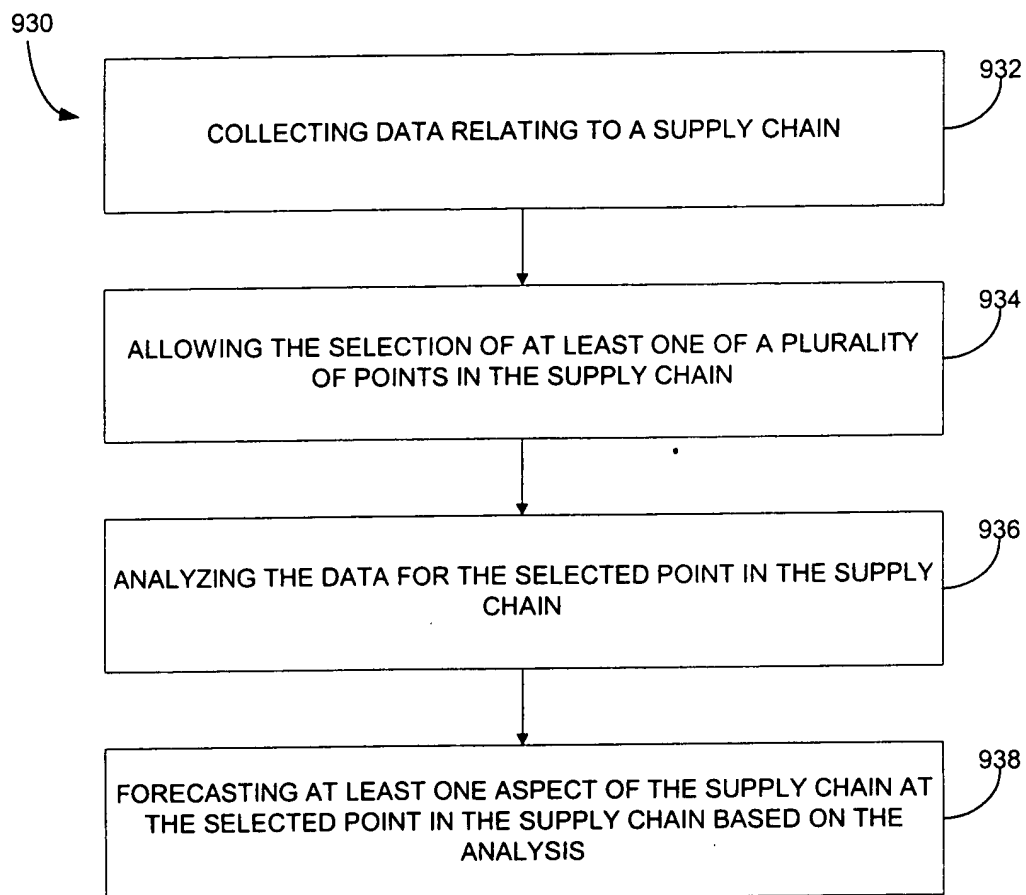 930
932
COLLECTING DATA RELATING TO A SUPPLY CHAIN
934
ALLOWING THE SELECTION OF AT LEAST ONE OF A PLURALITY
OF POINTS IN THE SUPPLY CHAIN
936
ANALYZING THE DATA FOR THE SELECTED POINT IN THE SUPPLY
CHAIN
938
FORECASTING AT LEAST ONE ASPECT OF THE SUPPLY CHAIN AT
THE SELECTED POINT IN THE SUPPLY CHAIN BASED ON THE
ANALYSIS